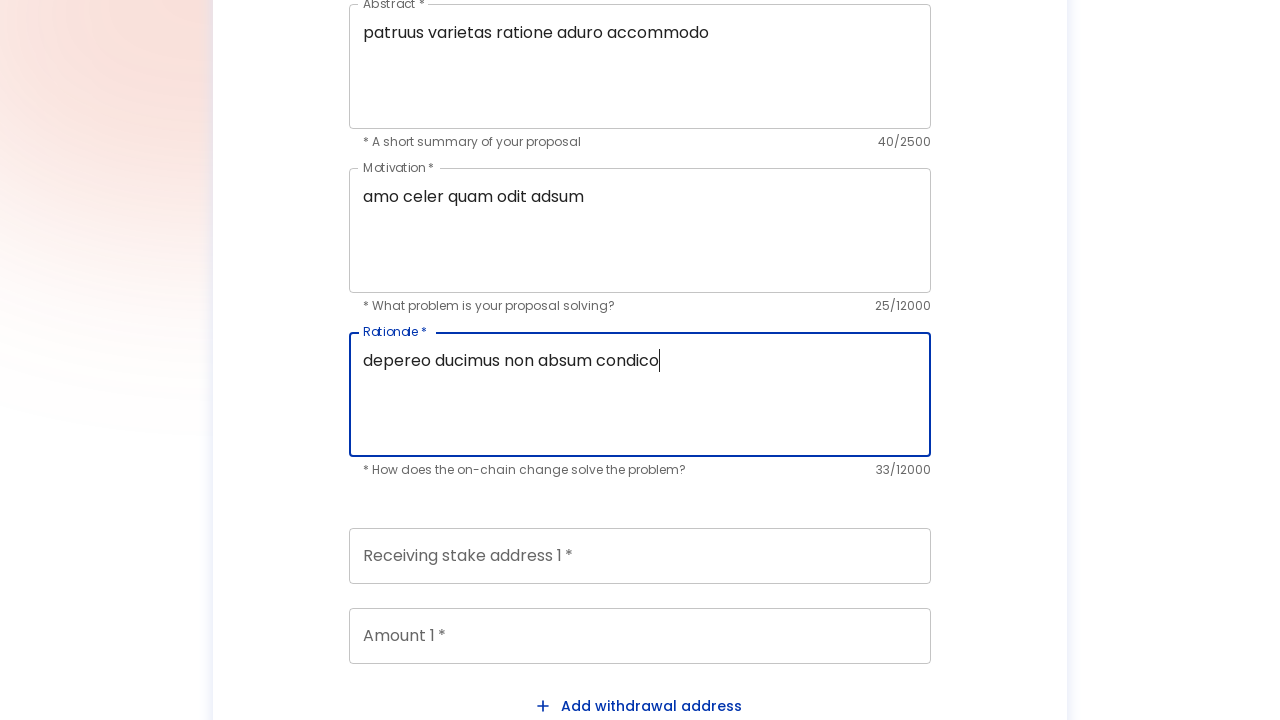 Abstract *
patruus varietas ratione aduro accommodo
* A short summary of your proposal 40/2500
Motivation *
amo celer quam odit adsum
* What problem is your proposal solving? 25/12000
Rationale *
depereo ducimus non absum condico
* How does the on-chain change solve the problem? 33/12000
Receiving stake address 1 *
Amount 1 *
+ Add withdrawal address